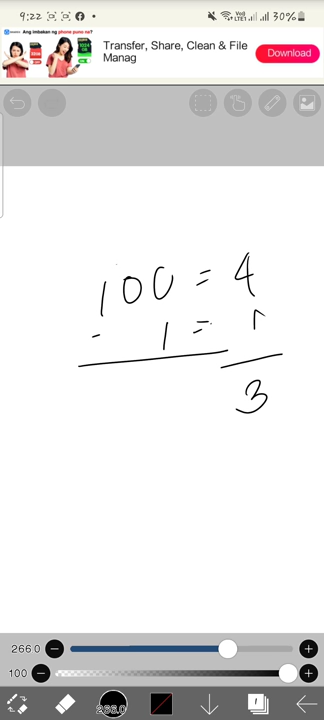 9:22 30%
Ang imbakan ng phone puno na?
Transfer, Share, Clean & File
Manag
Download
100 = 4
- 1 = 1
3
266.0 - +
100 - +
266.0